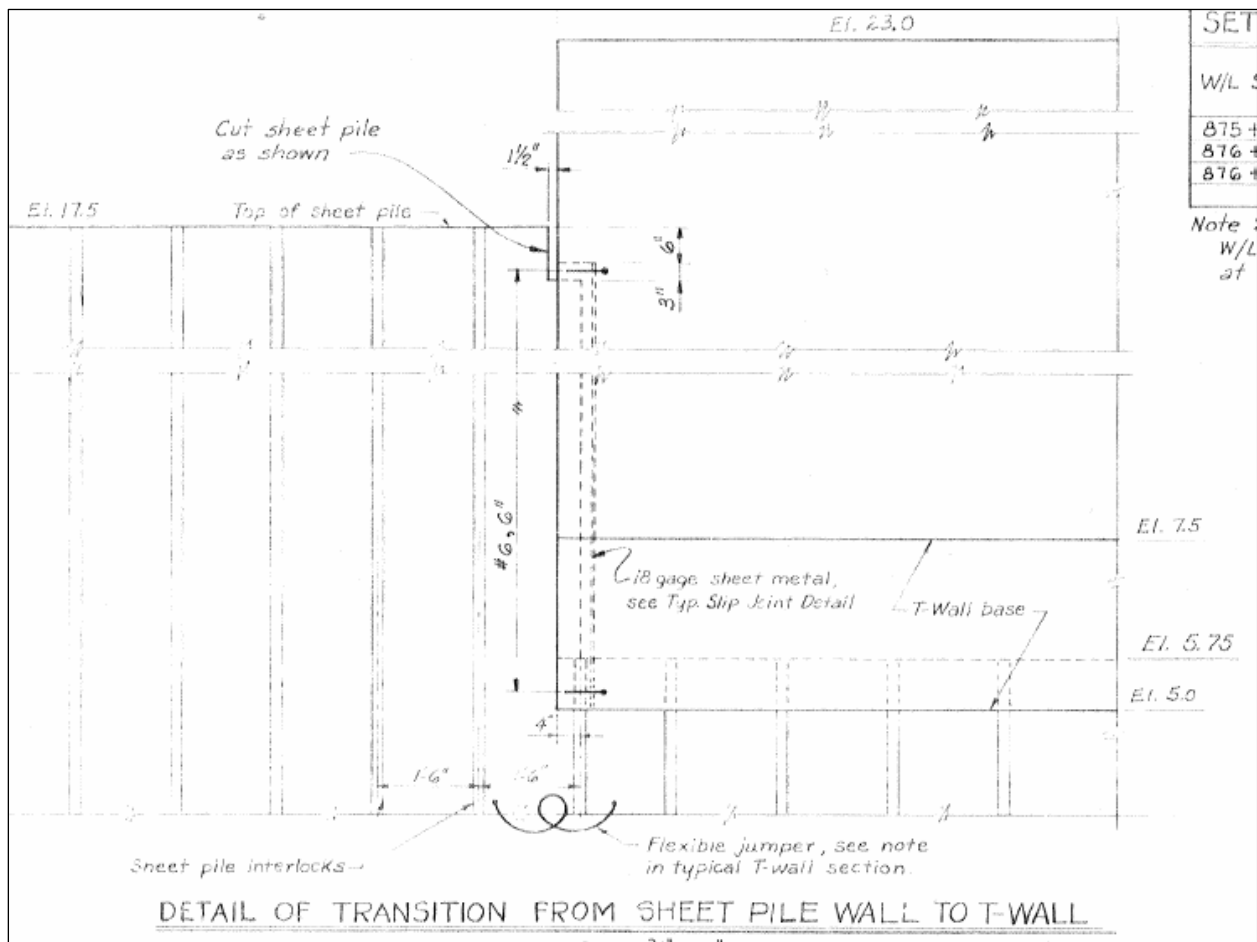 El. 23.0
SET
W/L S
875+
876+
876+
Note:
W/L
at
Cut sheet pile
as shown
1½"
El. 17.5
Top of sheet pile
6"
3"
#6, 6"
18 gage sheet metal,
see Typ. Slip Joint Detail
El. 7.5
T-Wall base
El. 5.75
El. 5.0
4"
1'-6"
1'-6"
Sheet pile interlocks
Flexible jumper, see note
in typical T-wall section.
DETAIL OF TRANSITION FROM SHEET PILE WALL TO T-WALL